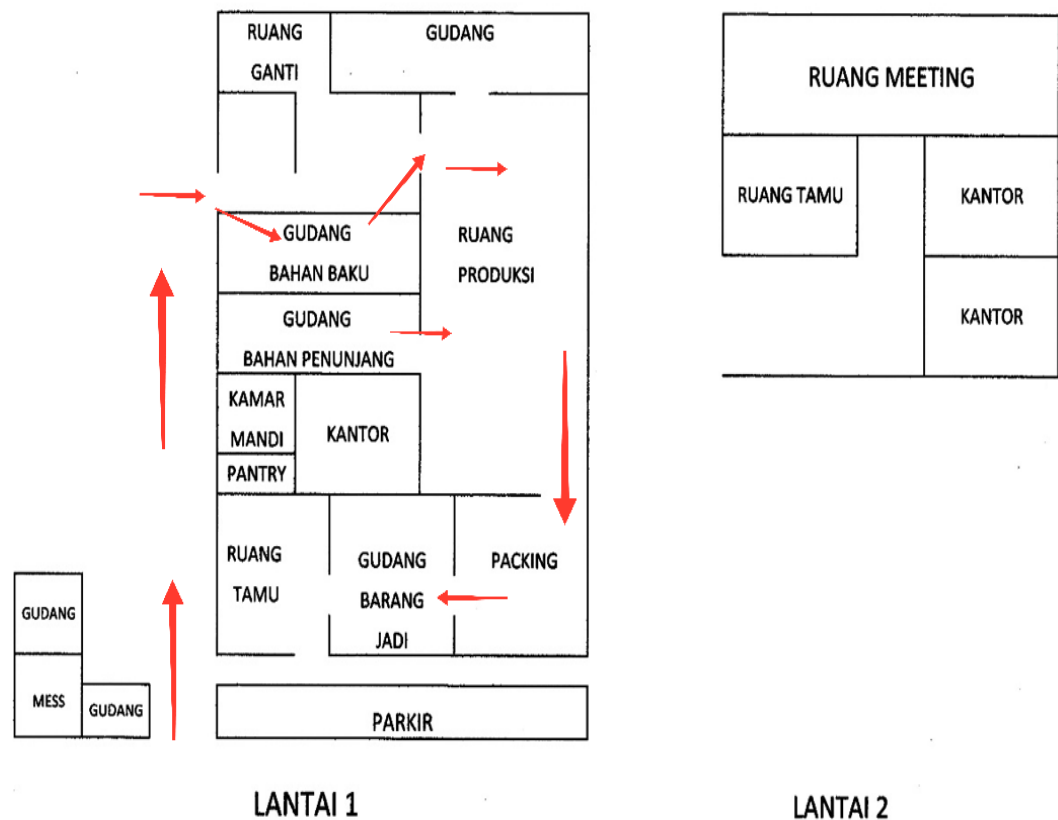 RUANG
GANTI
GUDANG
GUDANG
BAHAN BAKU
RUANG
PRODUKSI
GUDANG
BAHAN PENUNJANG
KAMAR
MANDI
PANTRY
KANTOR
RUANG
TAMU
GUDANG
BARANG
JADI
PACKING
GUDANG
MESS
GUDANG
PARKIR
LANTAI 1
RUANG MEETING
RUANG TAMU
KANTOR
KANTOR
LANTAI 2